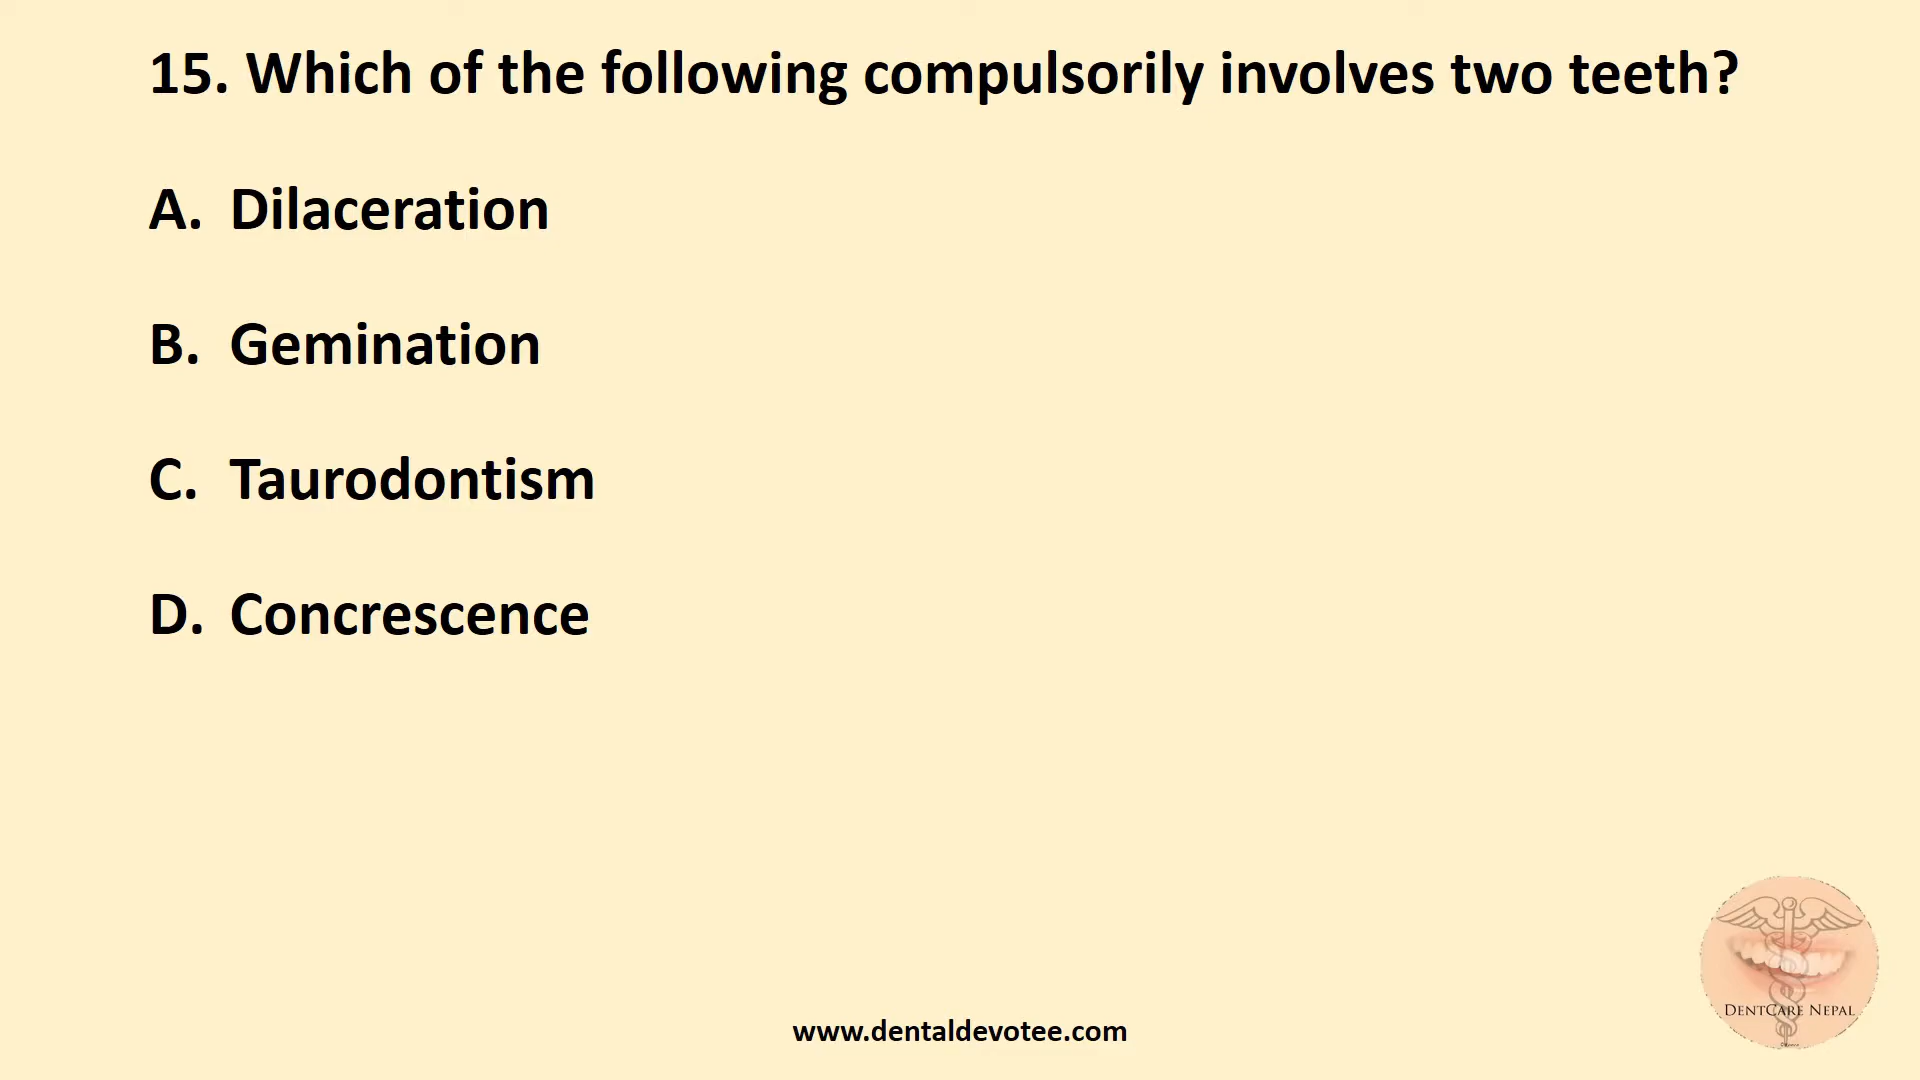 15. Which of the following compulsorily involves two teeth?
A. Dilaceration
B. Gemination
C. Taurodontism
D. Concrescence
DENTCARE NEPAL
www.dentaldevotee.com